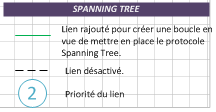 SPANNING TREE
Lien rajouté pour créer une boucle en
vue de mettre en place le protocole
Spanning Tree.
Lien désactivé.
2
Priorité du lien